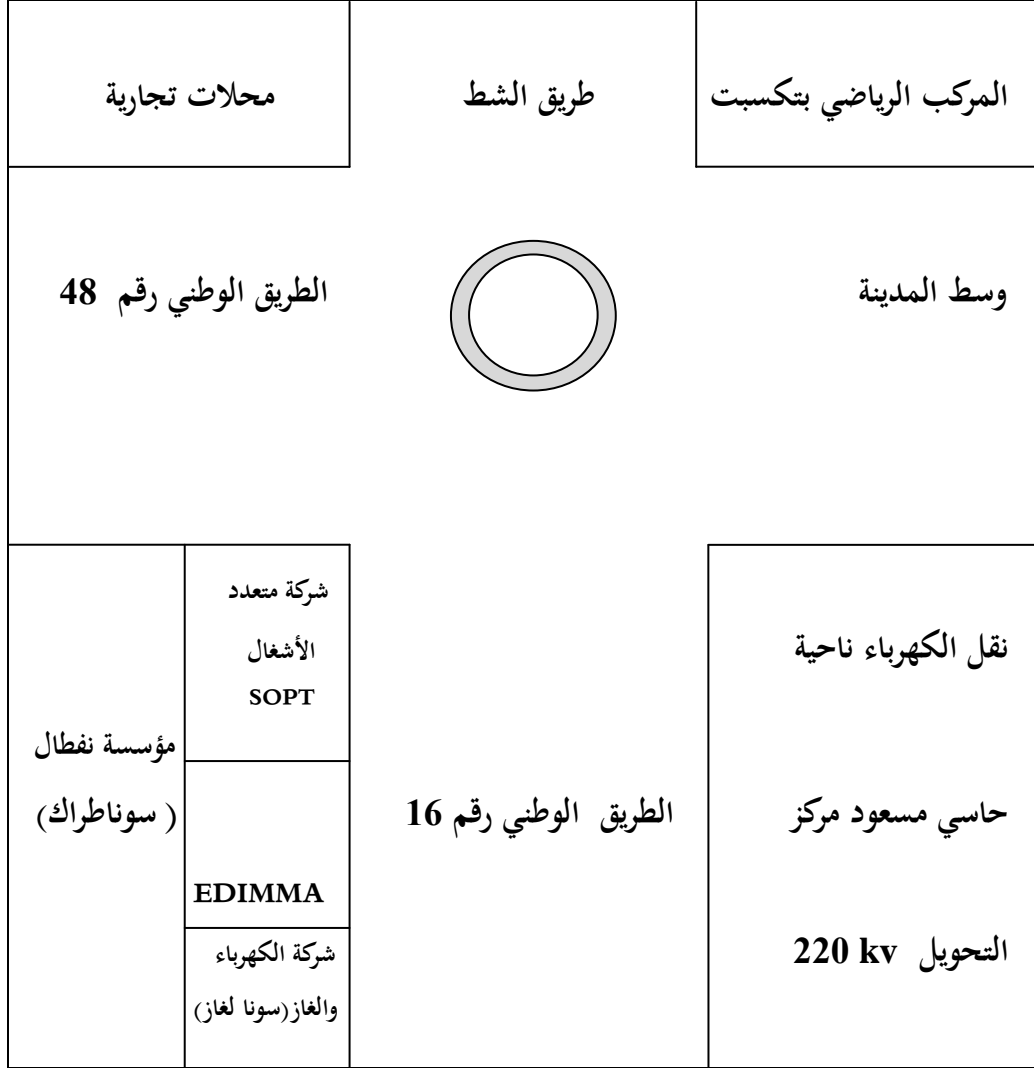 المركب الرياضي بتكسبت
طريق الشط
محلات تجارية
وسط المدينة
الطريق الوطني رقم 48
نقل الكهرباء ناحية
حاسي مسعود مركز
التحويل 220 kv
الطريق الوطني رقم 16
شركة متعدد
الأشغال
SOPT
EDIMMA
شركة الكهرباء
والغاز(سونا لغاز)
مؤسسة نفطال
( سوناطراك)